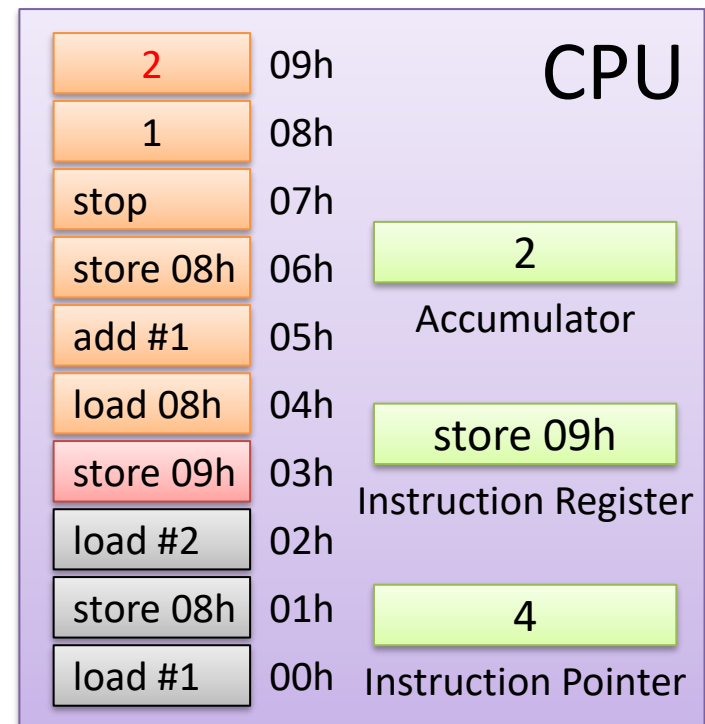 CPU
2 09h
1 08h
stop 07h
store 08h 06h
add #1 05h
load 08h 04h
store 09h 03h
load #2 02h
store 08h 01h
load #1 00h
2
Accumulator
store 09h
Instruction Register
4
Instruction Pointer